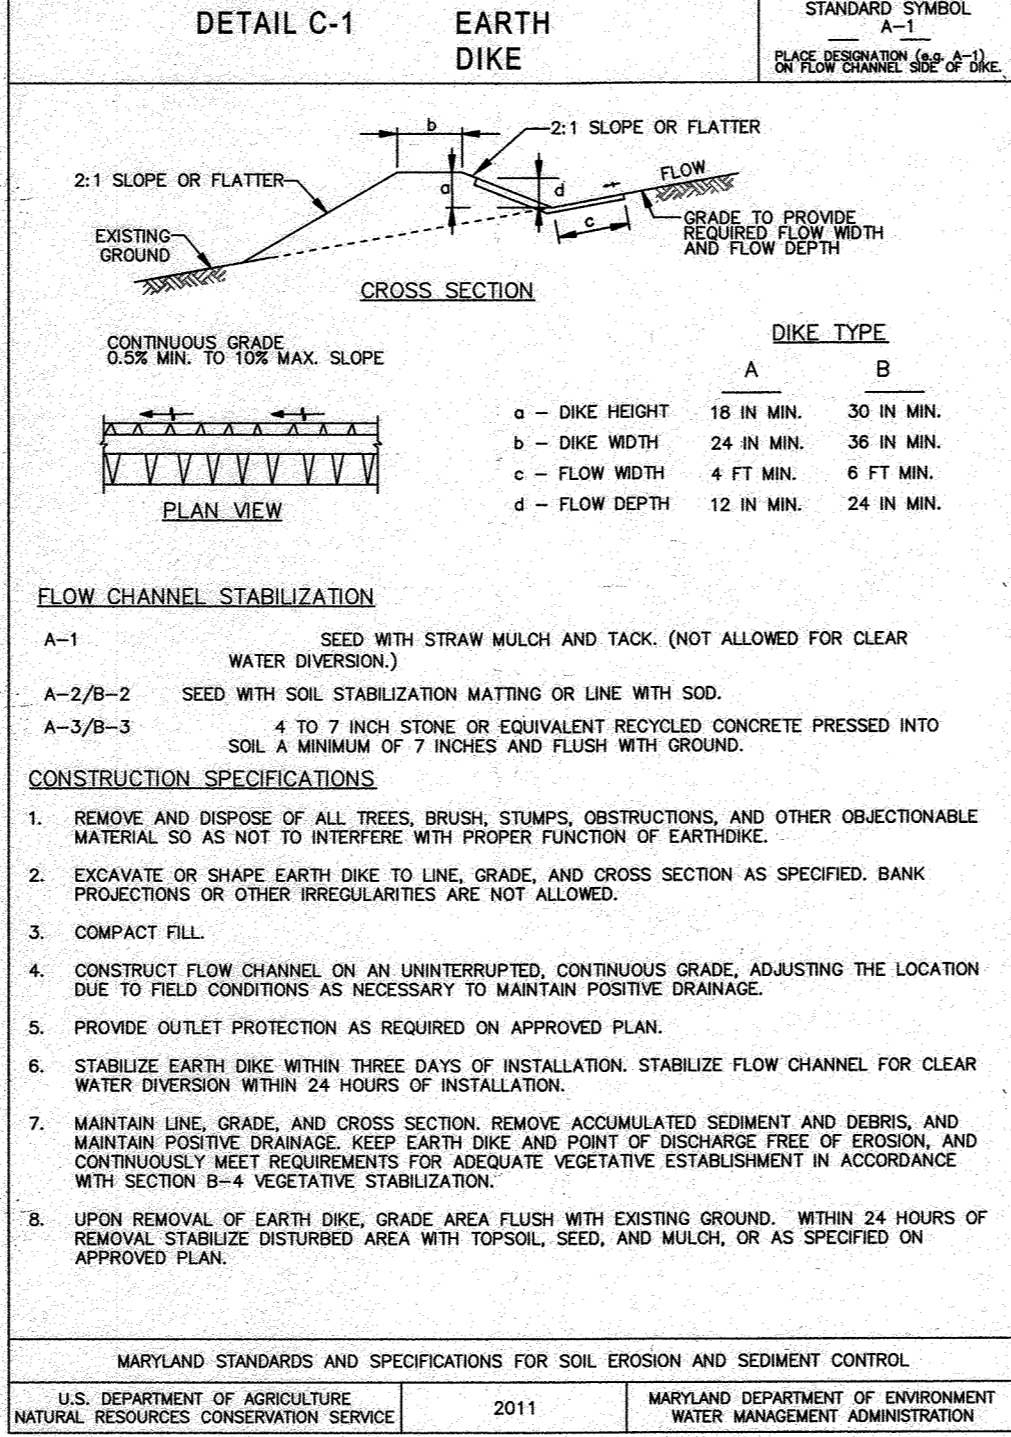 DETAIL C-1 EARTH
DIKE
STANDARD SYMBOL
A-1
PLACE DESIGNATION (e.g. A-1)
ON FLOW CHANNEL SIDE OF DIKE.
b
2:1 SLOPE OR FLATTER
2:1 SLOPE OR FLATTER
a
d
FLOW
c
GRADE TO PROVIDE
REQUIRED FLOW WIDTH
AND FLOW DEPTH
EXISTING
GROUND
CROSS SECTION
CONTINUOUS GRADE
0.5% MIN. TO 10% MAX. SLOPE
PLAN VIEW
DIKE TYPE
A B
a - DIKE HEIGHT 18 IN MIN. 30 IN MIN.
b - DIKE WIDTH 24 IN MIN. 36 IN MIN.
c - FLOW WIDTH 4 FT MIN. 6 FT MIN.
d - FLOW DEPTH 12 IN MIN. 24 IN MIN.
FLOW CHANNEL STABILIZATION
A-1 SEED WITH STRAW MULCH AND TACK. (NOT ALLOWED FOR CLEAR
WATER DIVERSION.)
A-2/B-2 SEED WITH SOIL STABILIZATION MATTING OR LINE WITH SOD.
A-3/B-3 4 TO 7 INCH STONE OR EQUIVALENT RECYCLED CONCRETE PRESSED INTO
SOIL A MINIMUM OF 7 INCHES AND FLUSH WITH GROUND.
CONSTRUCTION SPECIFICATIONS
1. REMOVE AND DISPOSE OF ALL TREES, BRUSH, STUMPS, OBSTRUCTIONS, AND OTHER OBJECTIONABLE
MATERIAL SO AS NOT TO INTERFERE WITH PROPER FUNCTION OF EARTHDIKE.
2. EXCAVATE OR SHAPE EARTH DIKE TO LINE, GRADE, AND CROSS SECTION AS SPECIFIED. BANK
PROJECTIONS OR OTHER IRREGULARITIES ARE NOT ALLOWED.
3. COMPACT FILL.
4. CONSTRUCT FLOW CHANNEL ON AN UNINTERRUPTED, CONTINUOUS GRADE, ADJUSTING THE LOCATION
DUE TO FIELD CONDITIONS AS NECESSARY TO MAINTAIN POSITIVE DRAINAGE.
5. PROVIDE OUTLET PROTECTION AS REQUIRED ON APPROVED PLAN.
6. STABILIZE EARTH DIKE WITHIN THREE DAYS OF INSTALLATION. STABILIZE FLOW CHANNEL FOR CLEAR
WATER DIVERSION WITHIN 24 HOURS OF INSTALLATION.
7. MAINTAIN LINE, GRADE, AND CROSS SECTION. REMOVE ACCUMULATED SEDIMENT AND DEBRIS, AND
MAINTAIN POSITIVE DRAINAGE. KEEP EARTH DIKE AND POINT OF DISCHARGE FREE OF EROSION, AND
CONTINUOUSLY MEET REQUIREMENTS FOR ADEQUATE VEGETATIVE ESTABLISHMENT IN ACCORDANCE
WITH SECTION B-4 VEGETATIVE STABILIZATION.
8. UPON REMOVAL OF EARTH DIKE, GRADE AREA FLUSH WITH EXISTING GROUND. WITHIN 24 HOURS OF
REMOVAL STABILIZE DISTURBED AREA WITH TOPSOIL, SEED, AND MULCH, OR AS SPECIFIED ON
APPROVED PLAN.
MARYLAND STANDARDS AND SPECIFICATIONS FOR SOIL EROSION AND SEDIMENT CONTROL
U.S. DEPARTMENT OF AGRICULTURE
NATURAL RESOURCES CONSERVATION SERVICE
2011
MARYLAND DEPARTMENT OF ENVIRONMENT
WATER MANAGEMENT ADMINISTRATION